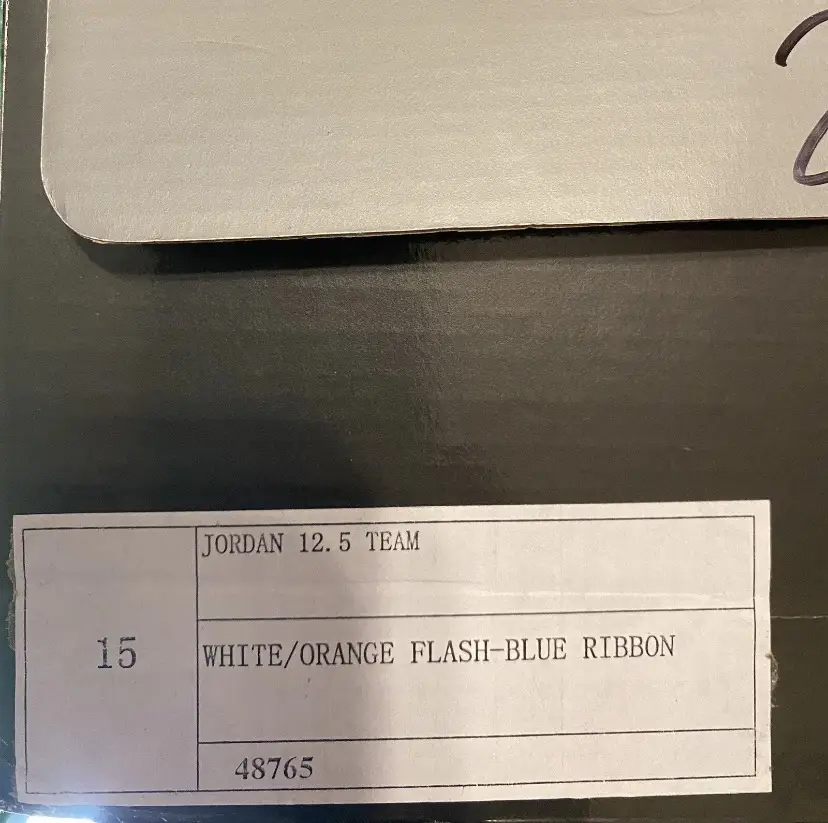 JORDAN 12.5 TEAM
15
WHITE/ORANGE FLASH-BLUE RIBBON
48765